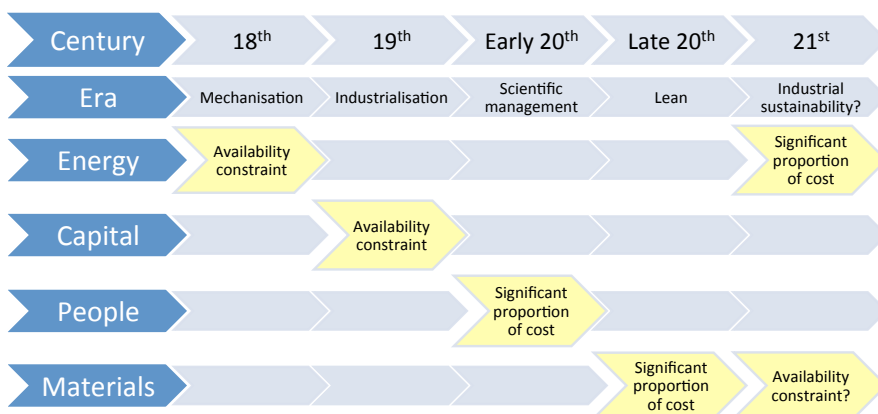 Century 18th 19th Early 20th Late 20th 21st
Era Mechanisation Industrialisation Scientific management Lean Industrial sustainability?
Energy Availability constraint Significant proportion of cost
Capital Availability constraint
People Significant proportion of cost
Materials Significant proportion of cost Availability constraint?